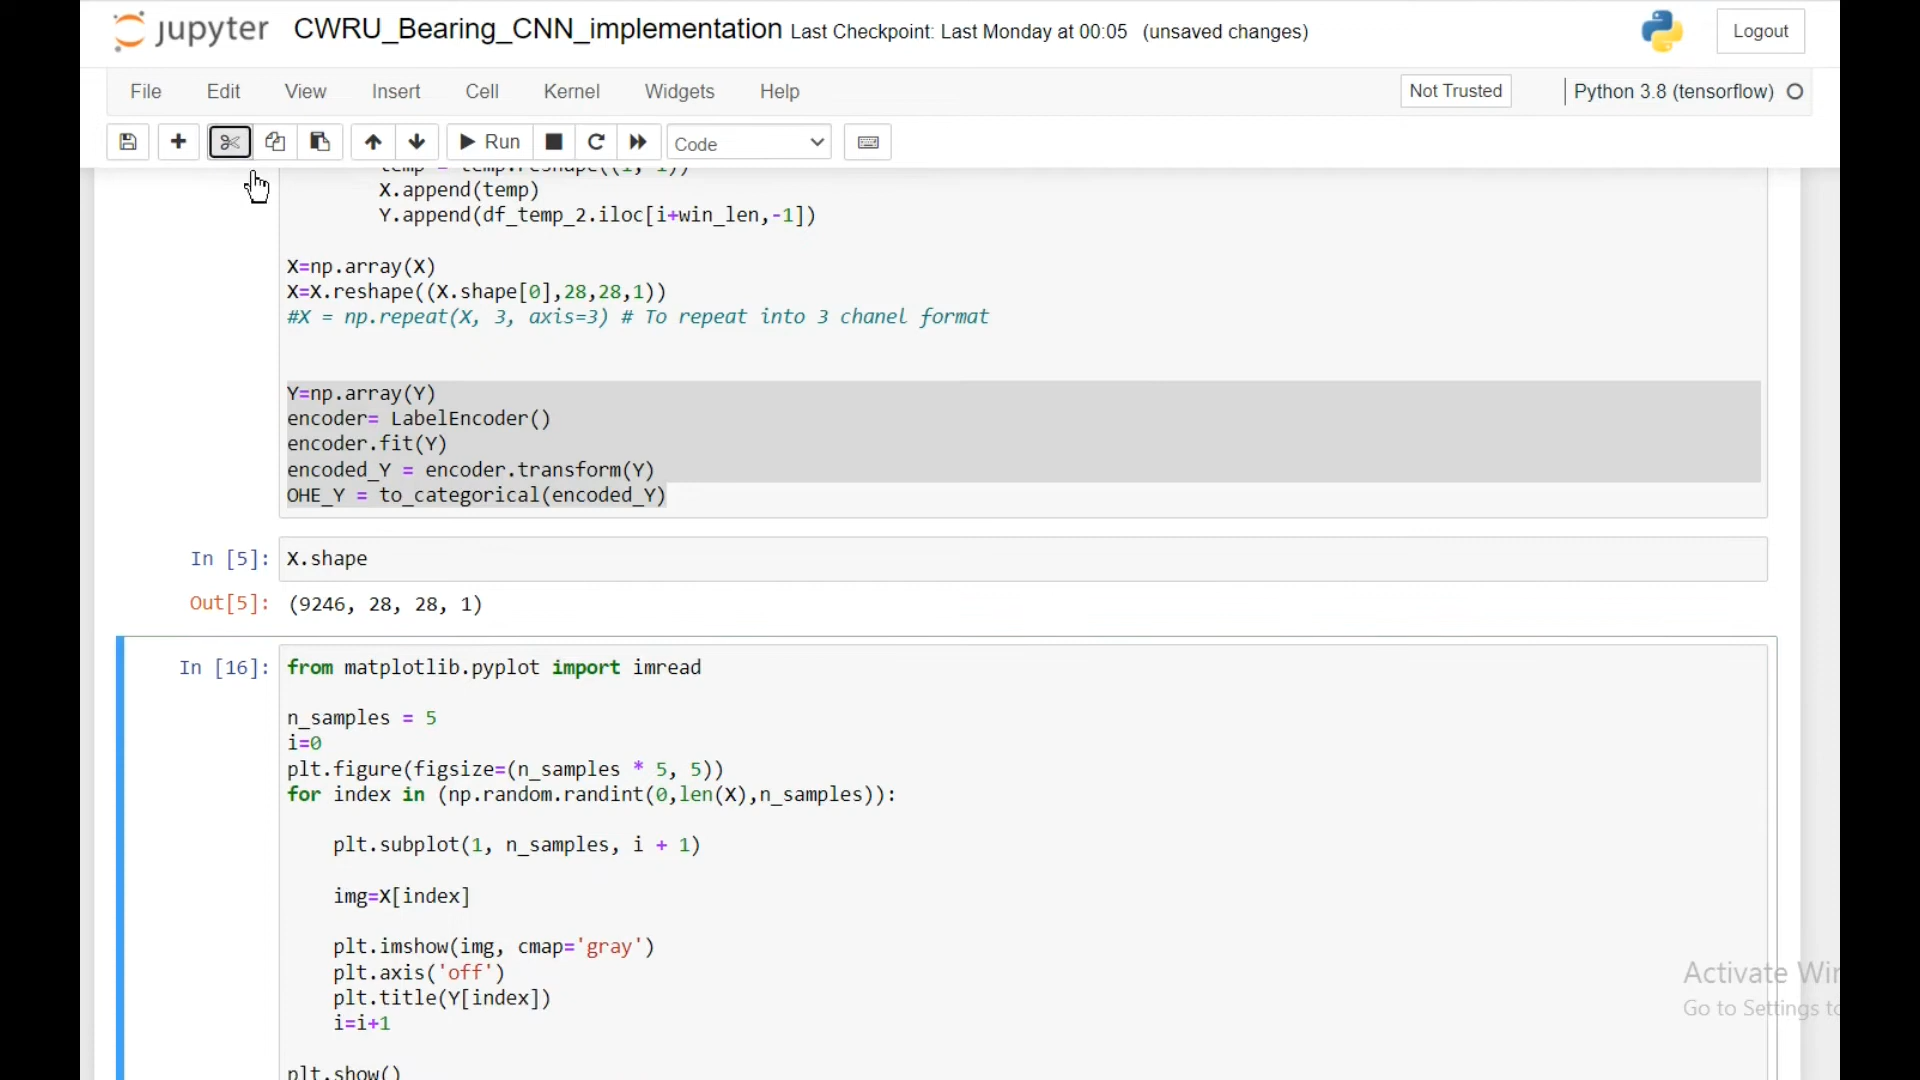 jupyter CWRU_Bearing_CNN_implementation Last Checkpoint: Last Monday at 00:05 (unsaved changes) Logout
File Edit View Insert Cell Kernel Widgets Help Not Trusted Python 3.8 (tensorflow)
Run Code
temp = temp.reshape((1,-1))
X.append(temp)
Y.append(df_temp_2.iloc[i+win_len,-1])
X=np.array(X)
X=X.reshape((X.shape[0],28,28,1))
#X = np.repeat(X, 3, axis=3) # To repeat into 3 chanel format
Y=np.array(Y)
encoder= LabelEncoder()
encoder.fit(Y)
encoded_Y = encoder.transform(Y)
OHE_Y = to_categorical(encoded_Y)
In [5]: X.shape
Out[5]: (9246, 28, 28, 1)
In [16]: from matplotlib.pyplot import imread
n_samples = 5
i=0
plt.figure(figsize=(n_samples * 5, 5))
for index in (np.random.randint(0,len(X),n_samples)):
plt.subplot(1, n_samples, i + 1)
img=X[index]
plt.imshow(img, cmap='gray')
plt.axis('off')
plt.title(Y[index])
i=i+1
plt.show()
Activate Win
Go to Settings to